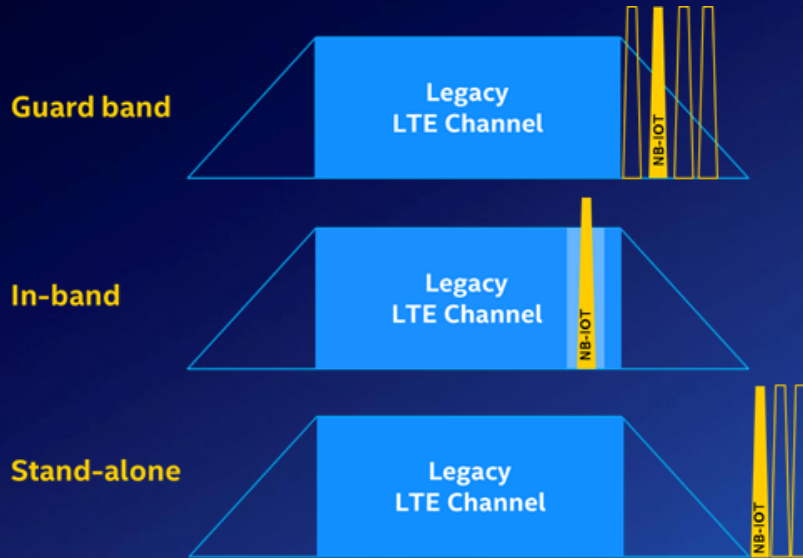 Guard band
Legacy
LTE Channel
NB-IOT
In-band
Legacy
LTE Channel
NB-IOT
Stand-alone
Legacy
LTE Channel
NB-IOT